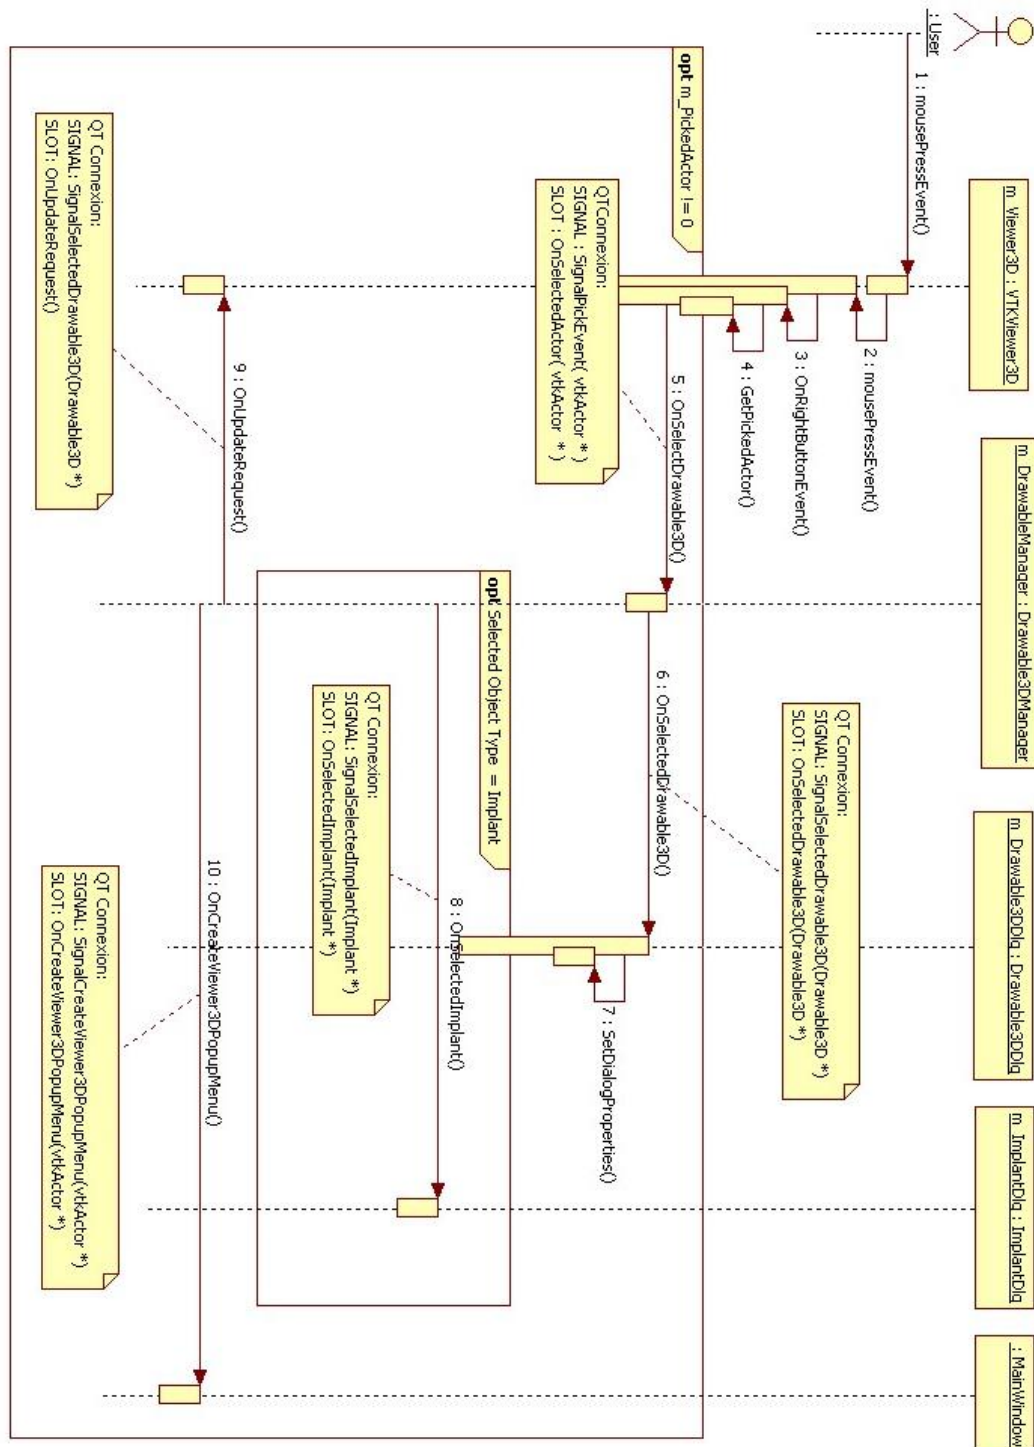 : User
m_Viewer3D : VTKViewer3D
m_DrawableManager : Drawable3DManager
m_Drawable3DDlg : Drawable3DDlg
m_ImplantDlg : ImplantDlg
: MainWindow
1 : mousePressEvent()
2 : mousePressEvent()
3 : OnRightButtonEvent()
4 : GetPickedActor()
opt m_PickedActor != 0
5 : OnSelectDrawable3D()
QTConnexion:
SIGNAL : SignalPickEvent( vtkActor * )
SLOT : OnSelectedActor( vtkActor * )
6 : OnSelectedDrawable3D()
QT Connexion:
SIGNAL: SignalSelectedDrawable3D(Drawable3D *)
SLOT: OnSelectedDrawable3D(Drawable3D *)
7 : SetDialogProperties()
opt Selected Object Type = Implant
8 : OnSelectedImplant()
QT Connexion:
SIGNAL: SignalSelectedImplant(Implant *)
SLOT: OnSelectedImplant(Implant *)
9 : OnUpdateRequest()
QT Connexion:
SIGNAL: SignalSelectedDrawable3D(Drawable3D *)
SLOT: OnUpdateRequest()
10 : OnCreateViewer3DPopupMenu()
QT Connexion:
SIGNAL: SignalCreateViewer3DPopupMenu(vtkActor *)
SLOT: OnCreateViewer3DPopupMenu(vtkActor *)